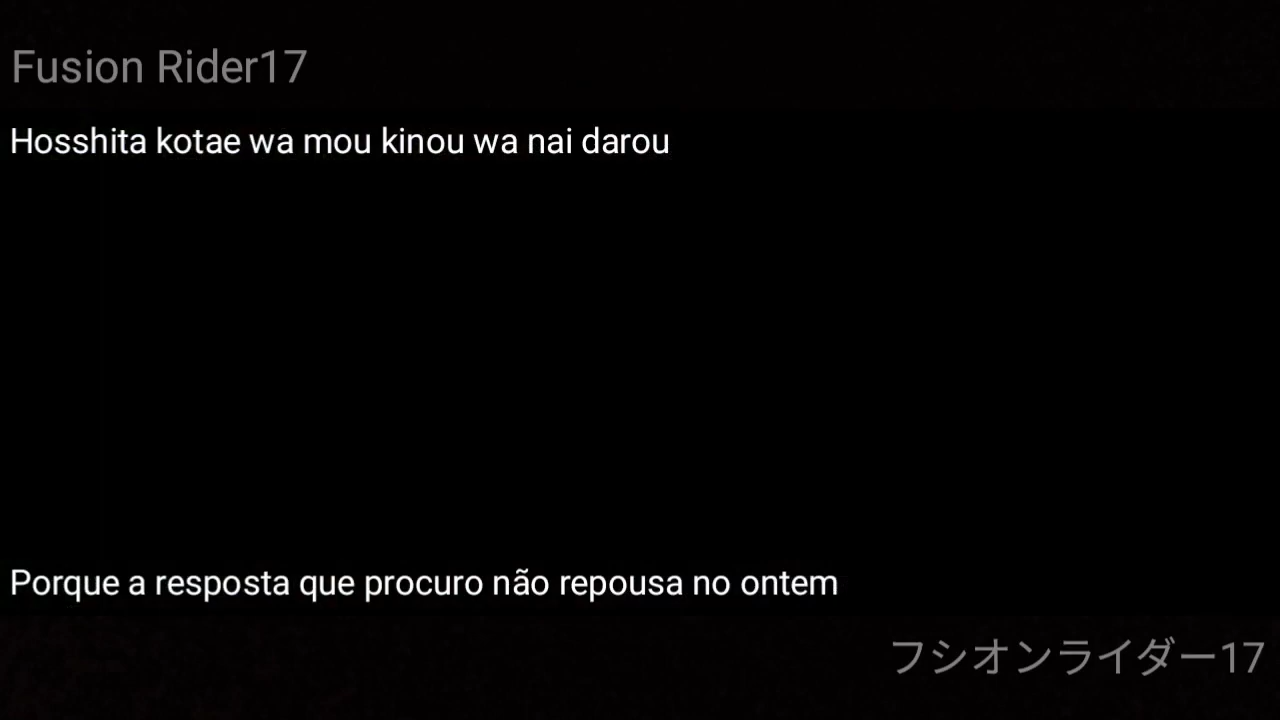 Fusion Rider17
Hosshita kotae wa mou kinou wa nai darou
Porque a resposta que procuro não repousa no ontem
フシオンライダー17